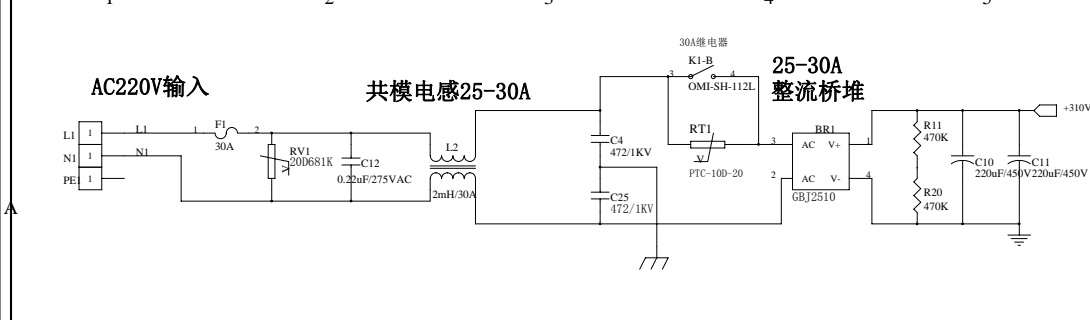 30A继电器
K1-B
3
4
OMI-SH-112L
25-30A
整流桥堆
AC220V输入
共模电感25-30A
+310V
L1
1
L1
1
F1
2
30A
N1
1
N1
PE1
1
RV1
20D681K
C12
0.22uF/275VAC
L2
2mH/30A
C4
472/1KV
C25
472/1KV
RT1
PTC-10D-20
BR1
3
AC
V+
1
2
AC
V-
4
GBJ2510
R11
470K
R20
470K
C10
220uF/450V
C11
220uF/450V
A